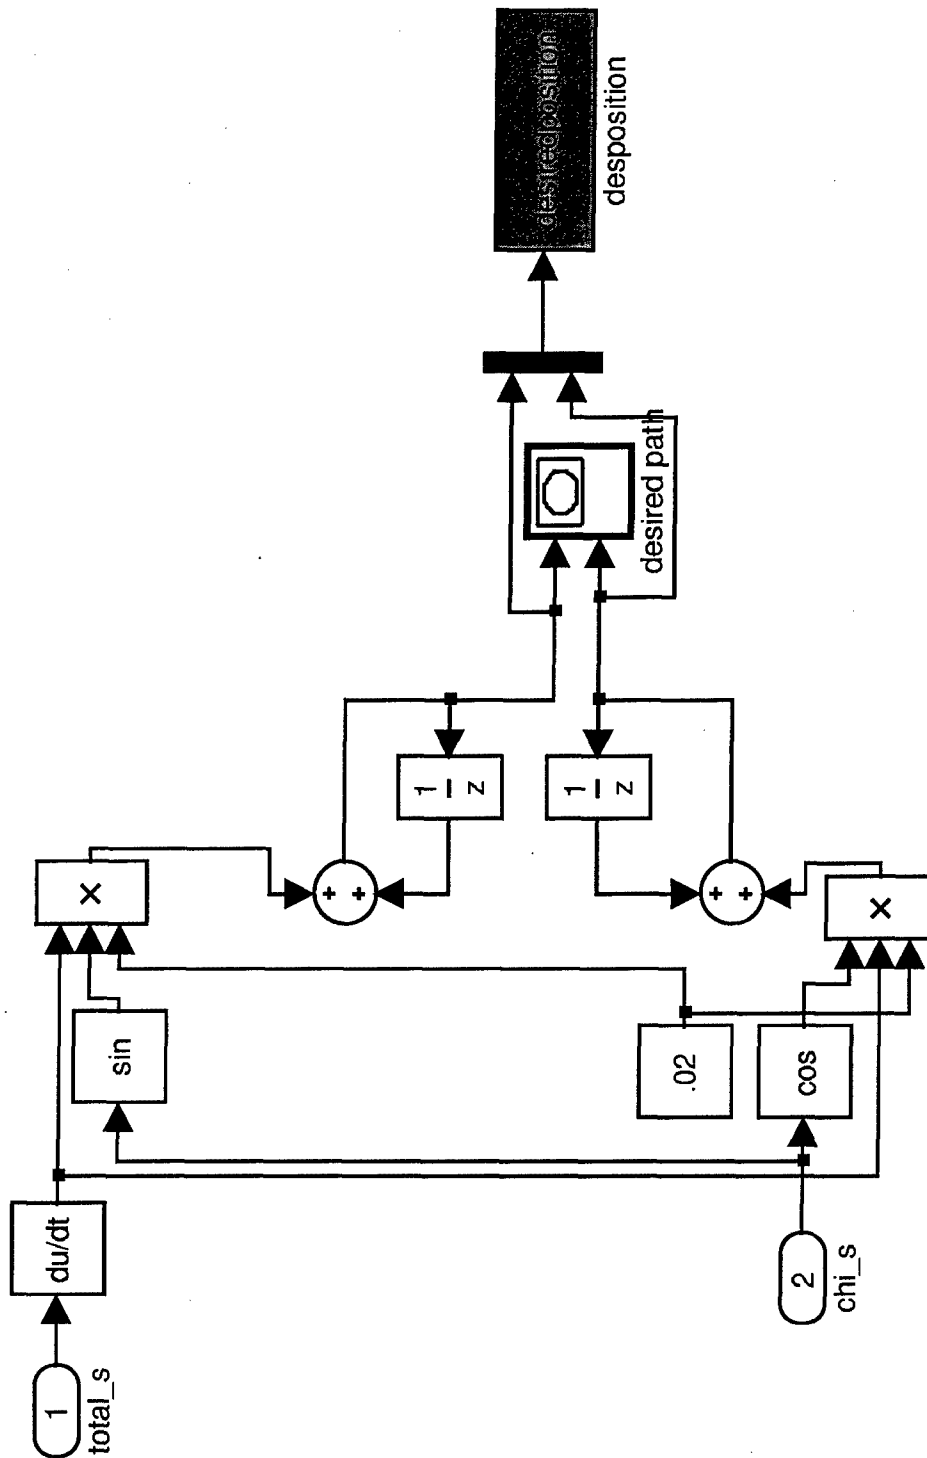 1
total_s
du/dt
sin
×
+
+
1
z
.02
2
chi_s
cos
×
+
+
1
z
desired path
desiredposition
desposition